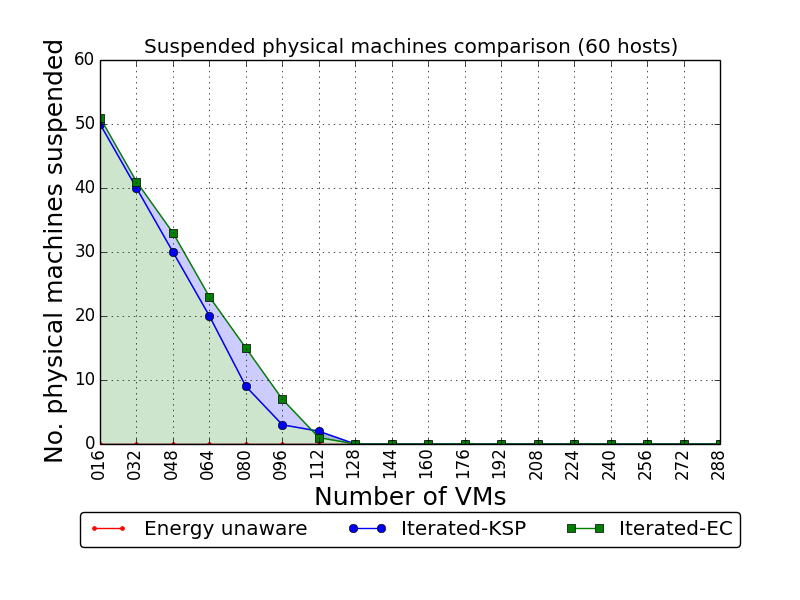 Suspended physical machines comparison (60 hosts)
No. physical machines suspended
60
50
40
30
20
10
0
016 032 048 064 080 096 112 128 144 160 176 192 208 224 240 256 272 288
Number of VMs
Energy unaware Iterated-KSP Iterated-EC